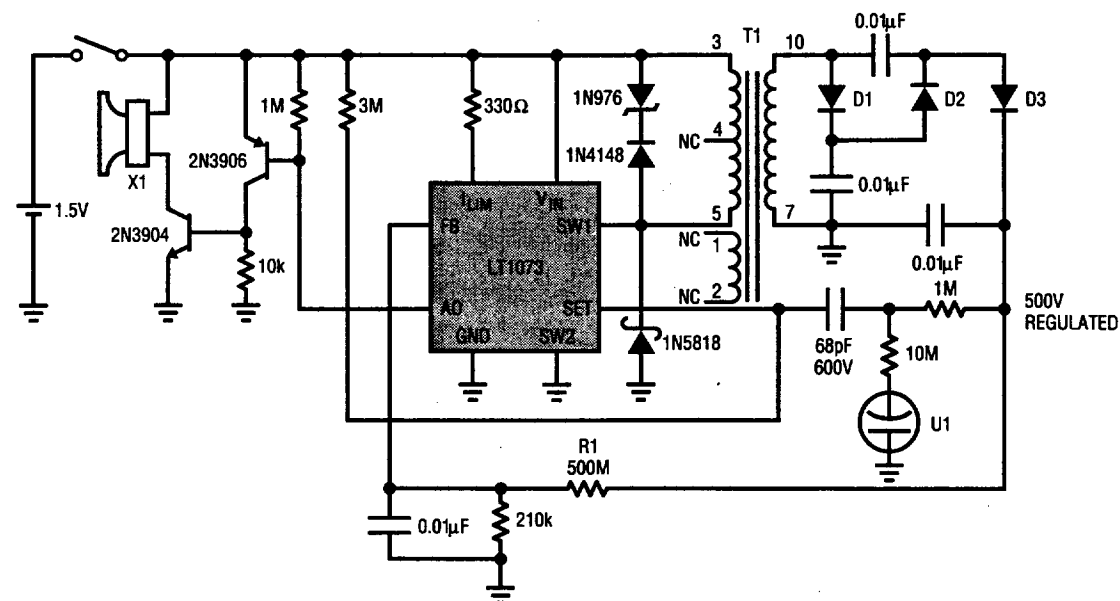 0.01µF
T1
3
10
1M
3M
330Ω
1N976
D1
D2
D3
2N3906
NC
4
1N4148
X1
0.01µF
1.5V
ILIM
VIN
FB
SW1
5
7
2N3904
NC
1
LT1073
0.01µF
10k
NC
2
1M
AO
SET
500V
REGULATED
GND
SW2
1N5818
68pF
600V
10M
U1
R1
500M
0.01µF
210k